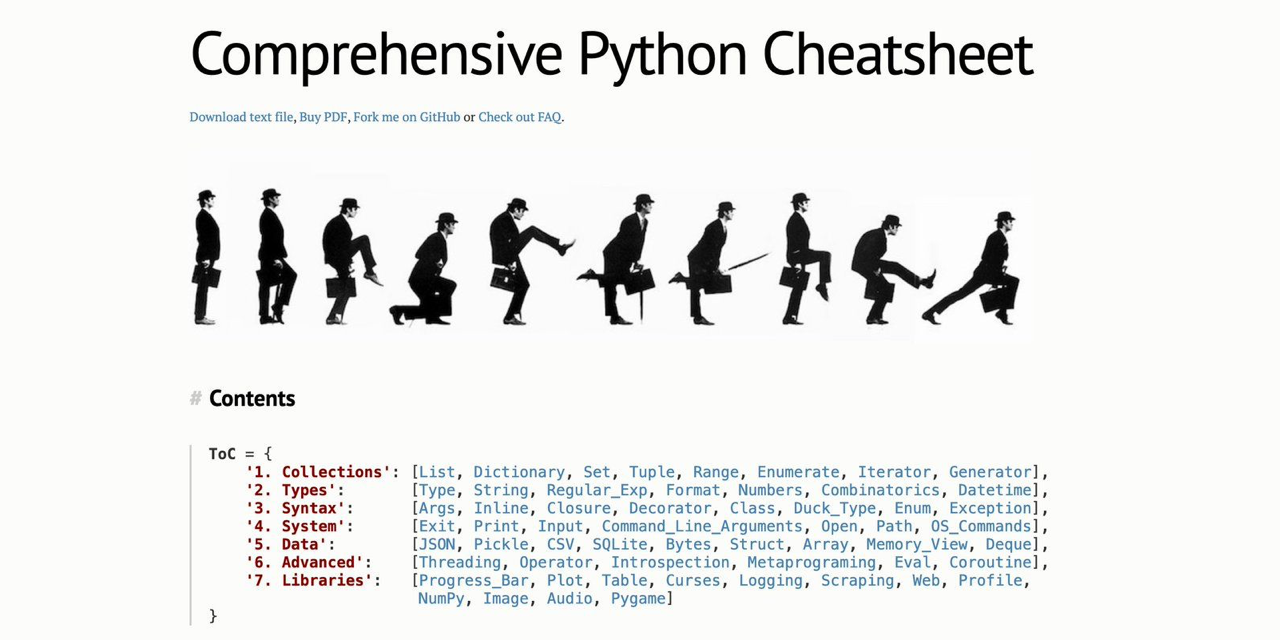 Comprehensive Python Cheatsheet
Download text file, Buy PDF, Fork me on GitHub or Check out FAQ.
# Contents
ToC = {
    '1. Collections': [List, Dictionary, Set, Tuple, Range, Enumerate, Iterator, Generator],
    '2. Types':       [Type, String, Regular_Exp, Format, Numbers, Combinatorics, Datetime],
    '3. Syntax':      [Args, Inline, Closure, Decorator, Class, Duck_Type, Enum, Exception],
    '4. System':      [Exit, Print, Input, Command_Line_Arguments, Open, Path, OS_Commands],
    '5. Data':        [JSON, Pickle, CSV, SQLite, Bytes, Struct, Array, Memory_View, Deque],
    '6. Advanced':    [Threading, Operator, Introspection, Metaprograming, Eval, Coroutine],
    '7. Libraries':   [Progress_Bar, Plot, Table, Curses, Logging, Scraping, Web, Profile,
                       NumPy, Image, Audio, Pygame]
}